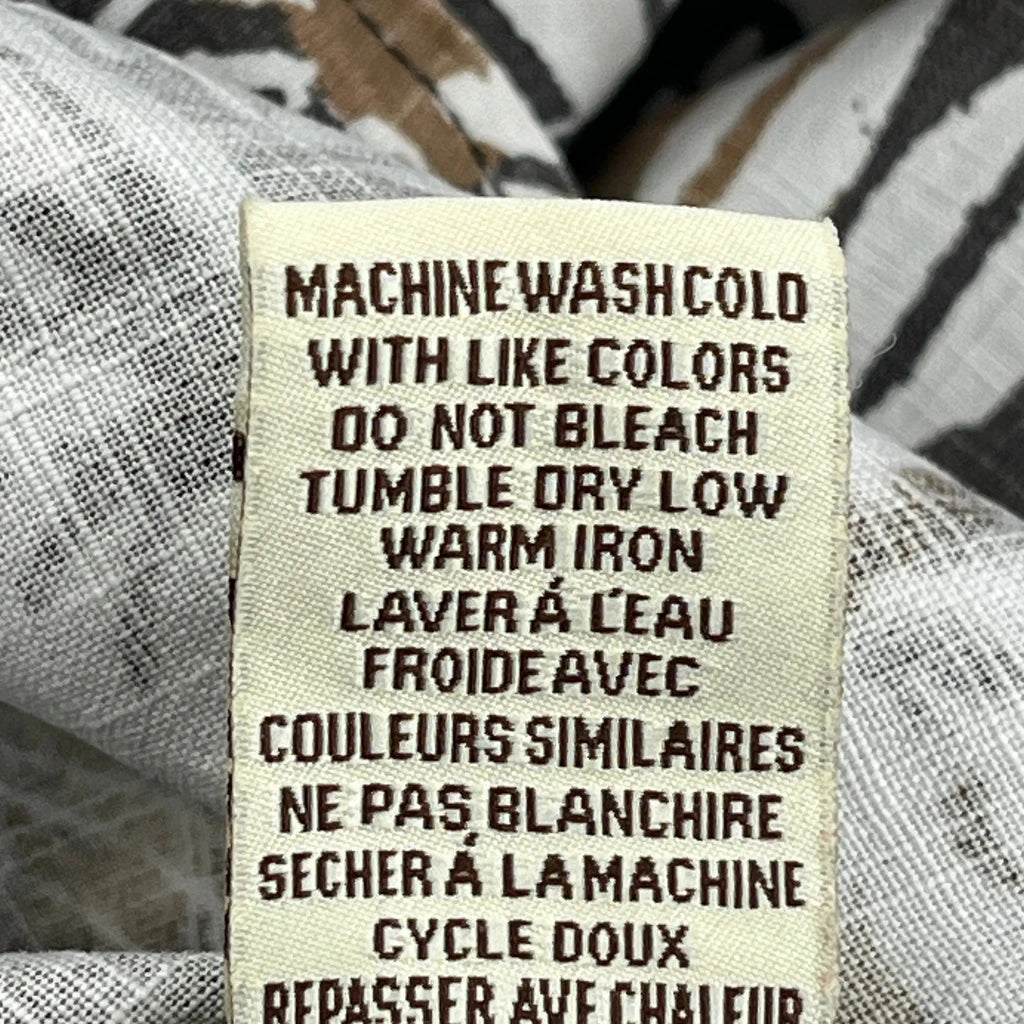 MACHINE WASH COLD
WITH LIKE COLORS
DO NOT BLEACH
TUMBLE DRY LOW
WARM IRON
LAVER Á L'EAU
FROIDE AVEC
COULEURS SIMILAIRES
NE PAS BLANCHIRE
SECHER Á LA MACHINE
CYCLE DOUX
REPASSER AVE CHALEUR